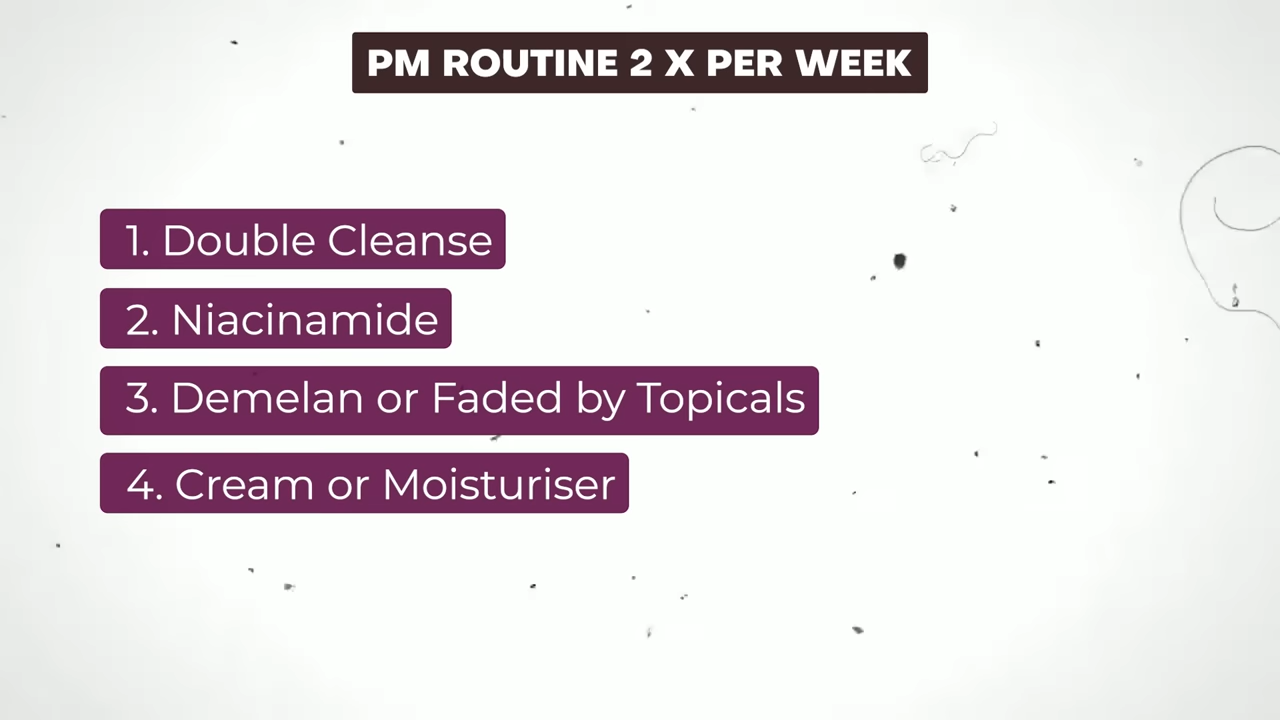 PM ROUTINE 2 X PER WEEK
1. Double Cleanse
2. Niacinamide
3. Demelan or Faded by Topicals
4. Cream or Moisturiser